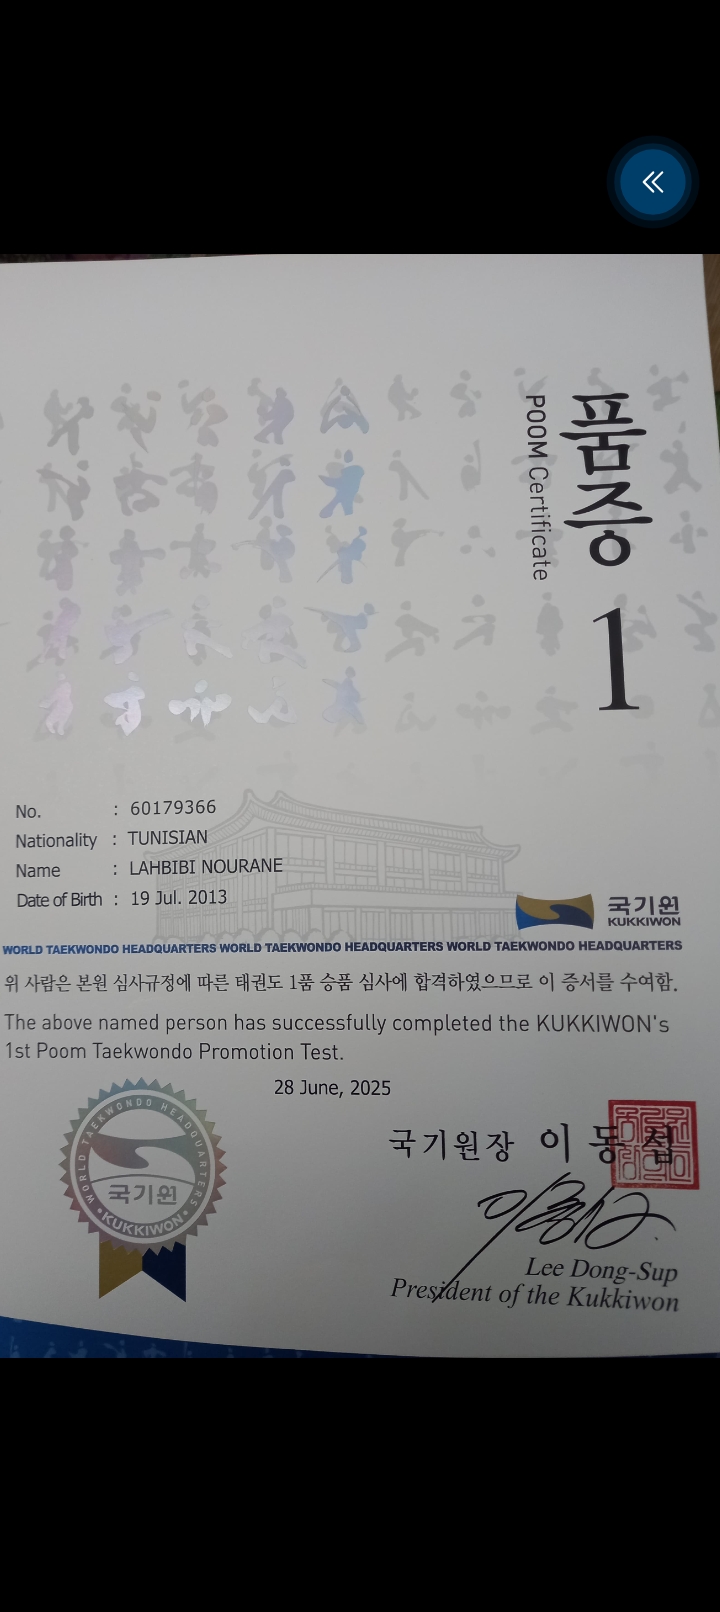 품증 1
POOM Certificate
No. : 60179366
Nationality : TUNISIAN
Name : LAHBIBI NOURANE
Date of Birth : 19 Jul. 2013
국기원
KUKKIWON
WORLD TAEKWONDO HEADQUARTERS WORLD TAEKWONDO HEADQUARTERS WORLD TAEKWONDO HEADQUARTERS
위 사람은 본원 심사규정에 따른 태권도 1품 승품 심사에 합격하였으므로 이 증서를 수여함.
The above named person has successfully completed the KUKKIWON's
1st Poom Taekwondo Promotion Test.
28 June, 2025
WORLD TAEKWONDO HEADQUARTERS
국기원
•KUKKIWON•
국기원장 이동섭
Lee Dong-Sup
President of the Kukkiwon